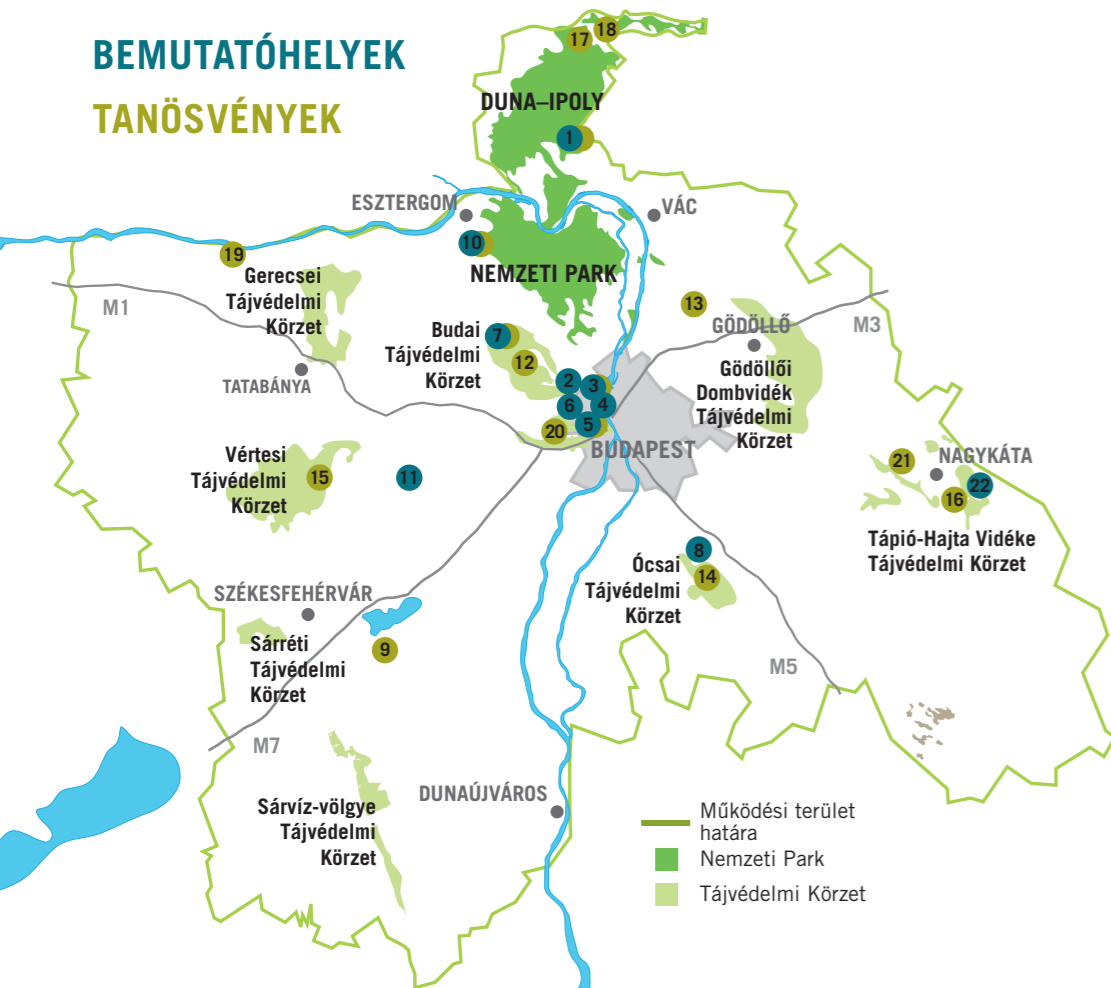 BEMUTATÓHELYEK
TANÖSVÉNYEK
17
18
DUNA–IPOLY
1
ESZTERGOM
VÁC
10
NEMZETI PARK
19
Gerecsei
Tájvédelmi
Körzet
M1
13
GÖDÖLLŐ
M3
Budai
Tájvédelmi
Körzet
7
12
TATABÁNYA
Gödöllői
Dombvidék
Tájvédelmi
Körzet
2
3
6
4
5
20
BUDAPEST
Vértesi
Tájvédelmi
Körzet
15
11
21
NAGYKÁTA
16
22
Tápió-Hajta Vidéke
Tájvédelmi Körzet
8
14
Ócsai
Tájvédelmi
Körzet
SZÉKESFEHÉRVÁR
9
Sárréti
Tájvédelmi
Körzet
M5
M7
DUNAÚJVÁROS
Sárvíz-völgye
Tájvédelmi
Körzet
Működési terület
határa
Nemzeti Park
Tájvédelmi Körzet